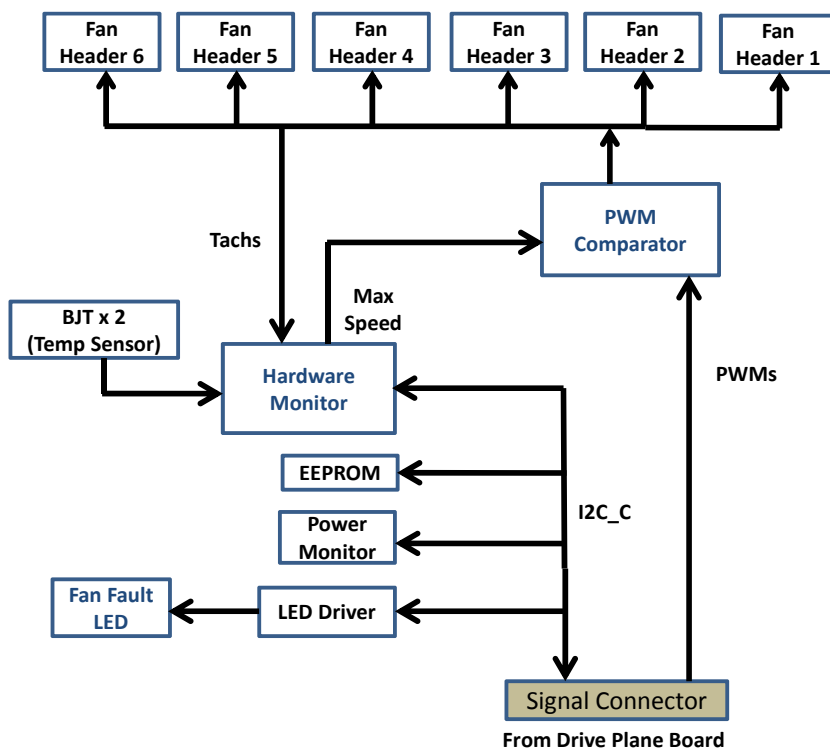 Fan
Header 6
Fan
Header 5
Fan
Header 4
Fan
Header 3
Fan
Header 2
Fan
Header 1
PWM
Comparator
Tachs
Max
Speed
BJT x 2
(Temp Sensor)
Hardware
Monitor
PWMs
EEPROM
I2C_C
Power
Monitor
Fan Fault
LED
LED Driver
Signal Connector
From Drive Plane Board